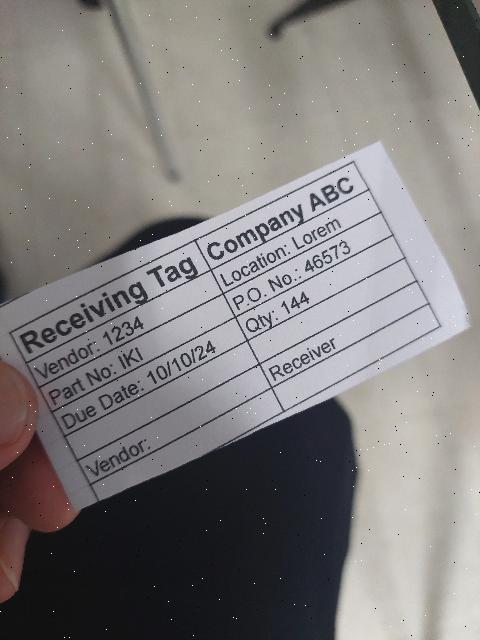 Receiving Tag Company ABC
Vendor: 1234 Location: Lorem
Part No: IKI P.O. No.: 46573
Due Date: 10/10/24 Qty: 144
Vendor: Receiver